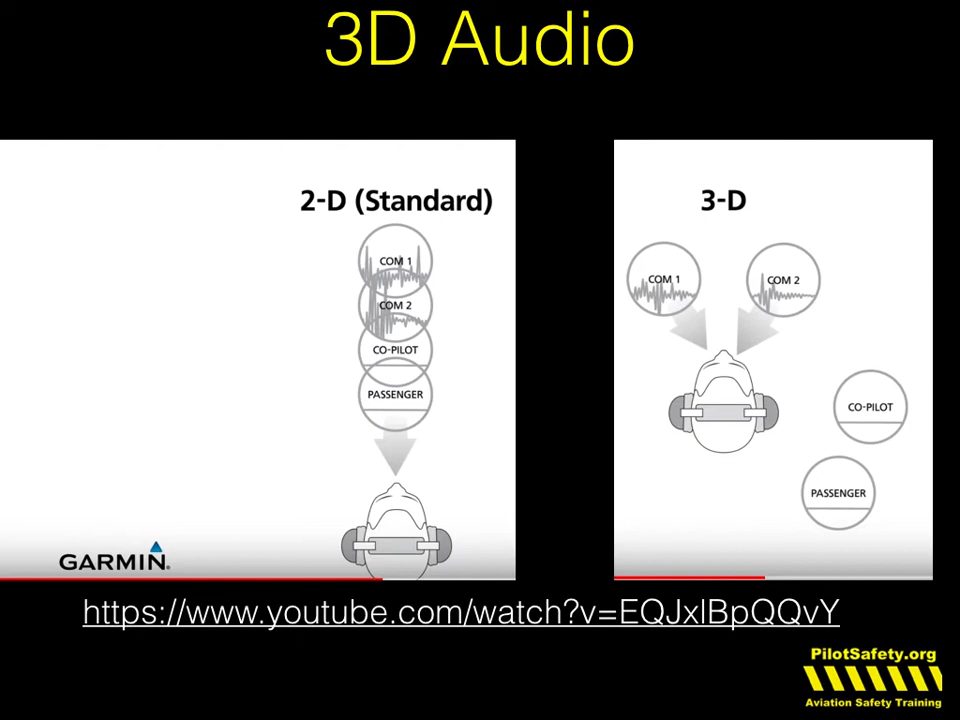 3D Audio
2-D (Standard)
COM 1
COM 2
CO-PILOT
PASSENGER
GARMIN
3-D
COM 1
COM 2
CO-PILOT
PASSENGER
https://www.youtube.com/watch?v=EQJxlBpQQvY
PilotSafety.org
Aviation Safety Training